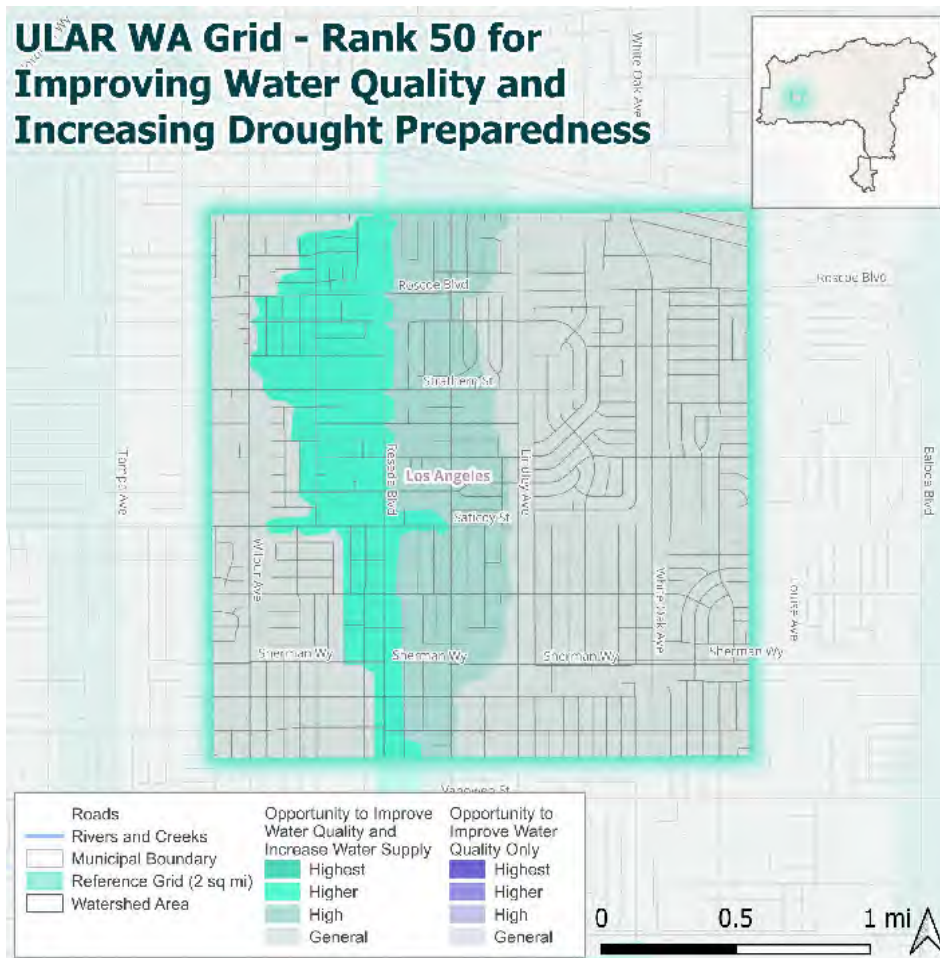 ULAR WA Grid - Rank 50 for
Improving Water Quality and
Increasing Drought Preparedness
White Oak Ave
Roscoe Blvd
Roscoe Blvd
Strathern St
Tampa Ave
Reseda Blvd
Los Angeles
Lindley Ave
Balboa Blvd
Saticoy St
Wilbur Ave
White Oak Ave
Louise Ave
Sherman Wy
Sherman Wy
Sherman Wy
Sherman Wy
Vanowen St
Roads
Rivers and Creeks
Municipal Boundary
Reference Grid (2 sq mi)
Watershed Area
Opportunity to Improve
Water Quality and
Increase Water Supply
Highest
Higher
High
General
Opportunity to
Improve Water
Quality Only
Highest
Higher
High
General
0 0.5 1 mi